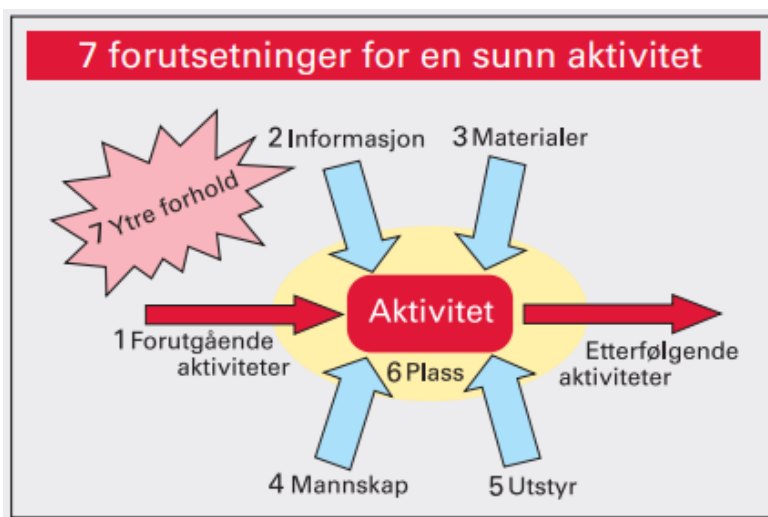 7 forutsetninger for en sunn aktivitet
2 Informasjon
3 Materialer
7 Ytre forhold
Aktivitet
1 Forutgående
aktiviteter
6 Plass
Etterfølgende
aktiviteter
4 Mannskap
5 Utstyr